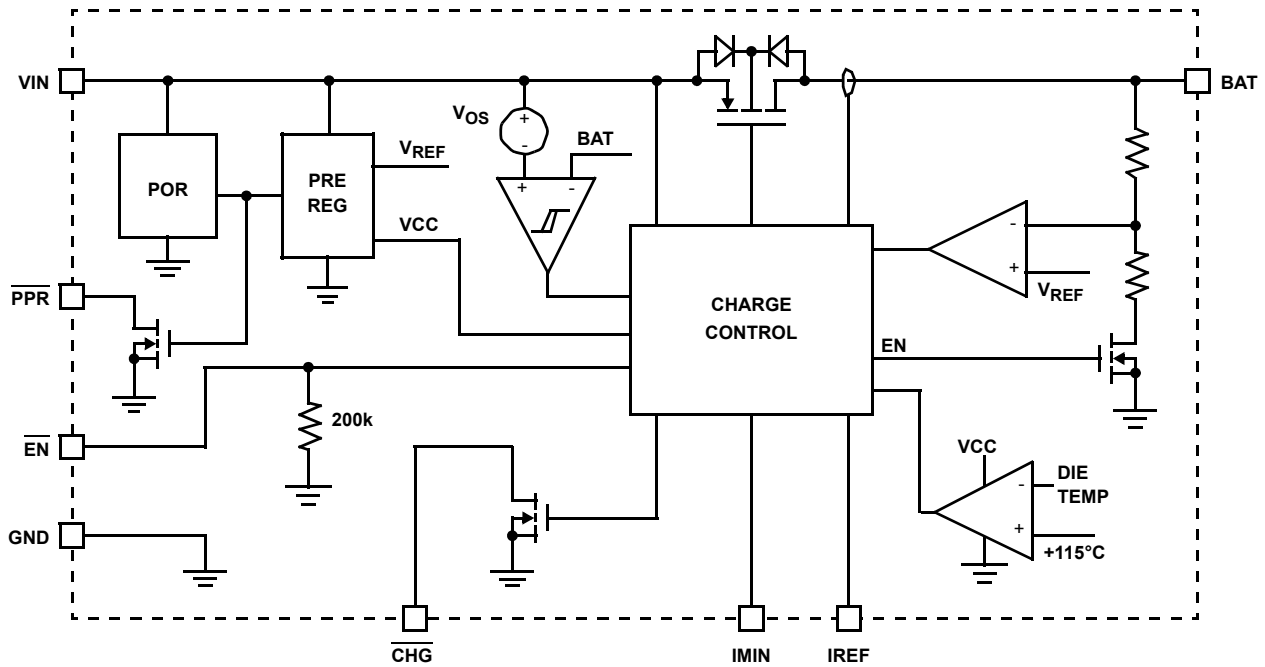 VIN
BAT
VOS
+
-
BAT
VREF
POR
PRE
REG
+ -
VCC
-
+
VREF
PPR
CHARGE
CONTROL
EN
200k
EN
VCC
-
DIE
TEMP
+
+115°C
GND
CHG
IMIN
IREF